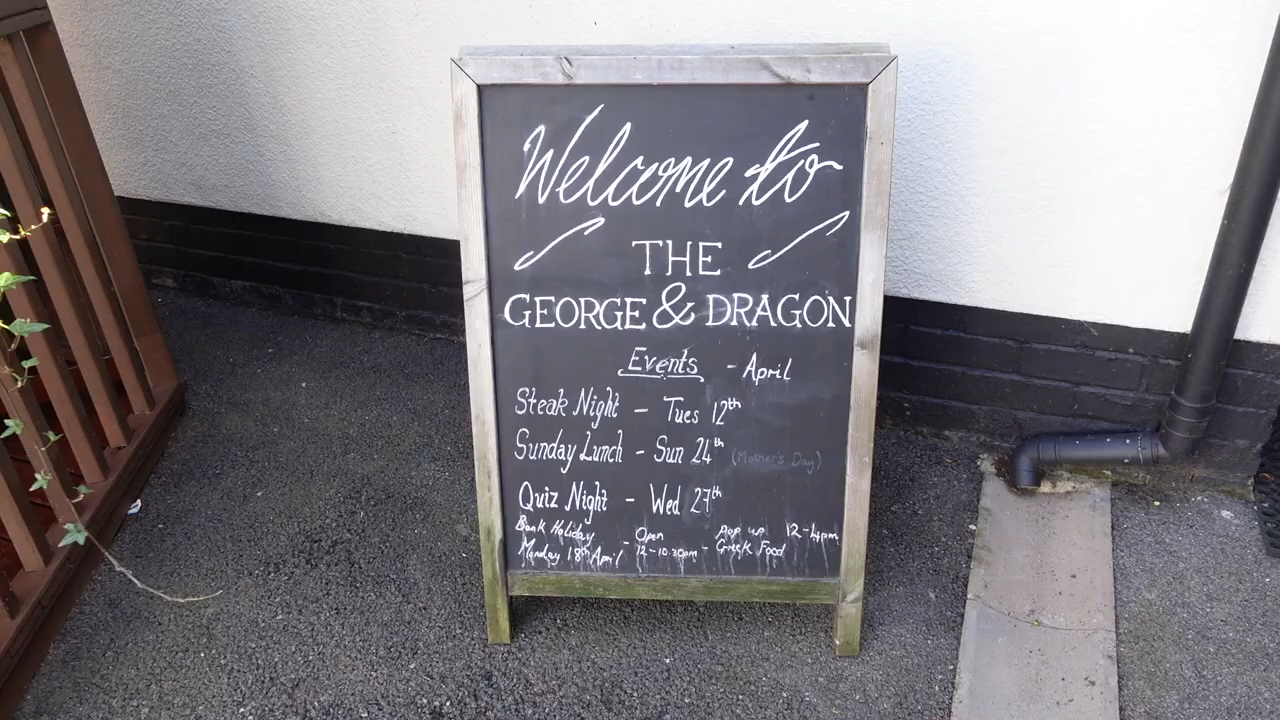 Welcome to
THE
GEORGE & DRAGON
Events - April
Steak Night - Tues 12th
Sunday Lunch - Sun 24th (Mother's Day)
Quiz Night - Wed 27th
Bank Holiday - Open Pop up 12-4pm
Monday 18th April 12-10.30pm - Greek Food